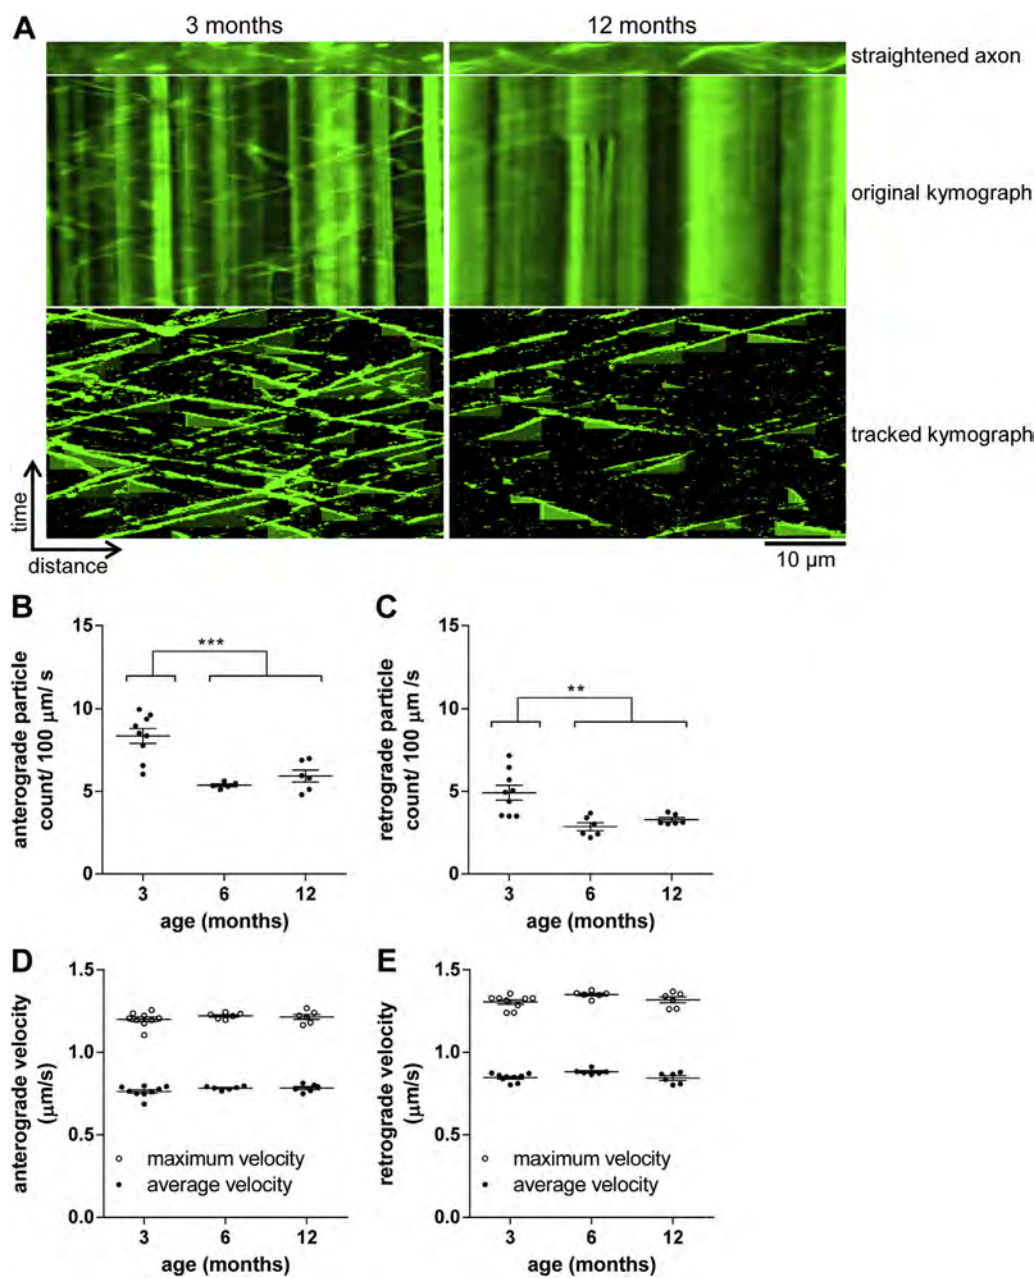 A
3 months
12 months
straightened axon
original kymograph
tracked kymograph
time
distance
10 µm
B
15
10
5
0
anterograde particle
count/ 100 µm/ s
***
3
6
12
age (months)
C
15
10
5
0
retrograde particle
count/ 100 µm /s
**
3
6
12
age (months)
D
1.5
1.0
0.5
0.0
anterograde velocity
(µm/s)
maximum velocity
average velocity
3
6
12
age (months)
E
1.5
1.0
0.5
0.0
retrograde velocity
(µm/s)
maximum velocity
average velocity
3
6
12
age (months)